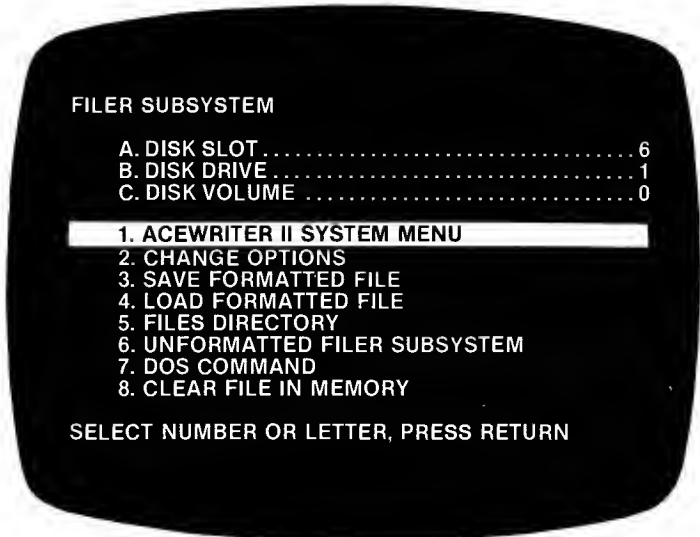 FILER SUBSYSTEM
A. DISK SLOT.................................6
B. DISK DRIVE................................1
C. DISK VOLUME ............................0
1. ACEWRITER II SYSTEM MENU
2. CHANGE OPTIONS
3. SAVE FORMATTED FILE
4. LOAD FORMATTED FILE
5. FILES DIRECTORY
6. UNFORMATTED FILER SUBSYSTEM
7. DOS COMMAND
8. CLEAR FILE IN MEMORY
SELECT NUMBER OR LETTER, PRESS RETURN